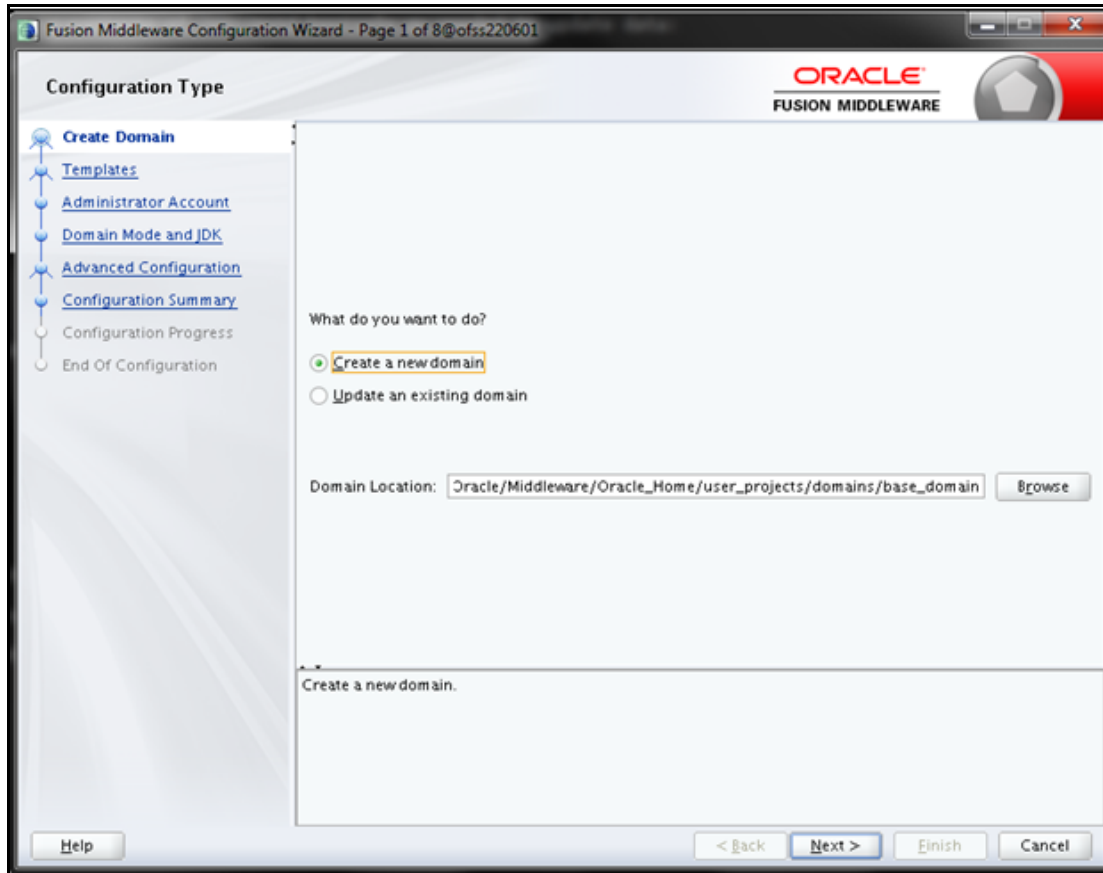 Fusion Middleware Configuration Wizard - Page 1 of 8@ofss220601
Configuration Type
ORACLE
FUSION MIDDLEWARE
Create Domain
Templates
Administrator Account
Domain Mode and JDK
Advanced Configuration
Configuration Summary
Configuration Progress
End Of Configuration
What do you want to do?
Create a new domain
Update an existing domain
Domain Location: Oracle/Middleware/Oracle_Home/user_projects/domains/base_domain Browse
Create a new domain.
Help < Back Next > Finish Cancel